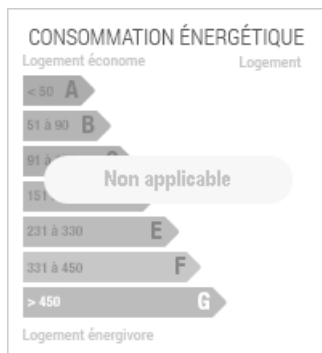 CONSOMMATION ÉNERGÉTIQUE
Logement économe Logement
< 50 A
51 à 90 B
91 à
Non applicable
151
231 à 330 E
331 à 450 F
> 450 G
Logement énergivore